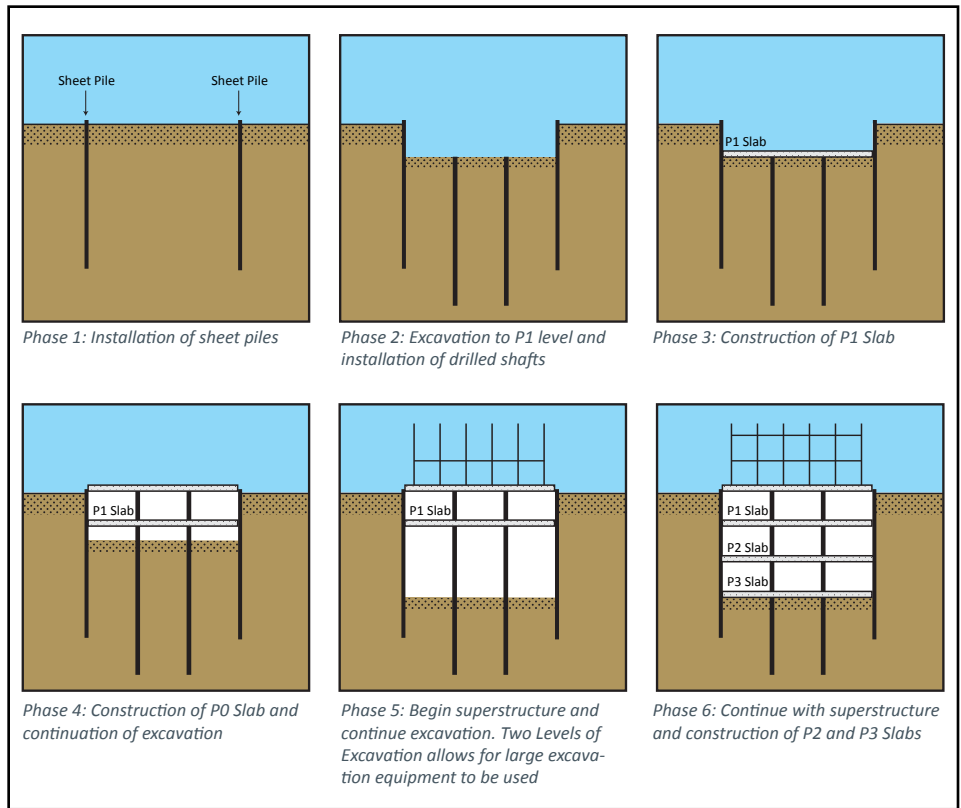 Sheet Pile Sheet Pile
Phase 1: Installation of sheet piles
Phase 2: Excavation to P1 level and
installation of drilled shafts
P1 Slab
Phase 3: Construction of P1 Slab
P1 Slab
Phase 4: Construction of P0 Slab and
continuation of excavation
P1 Slab
Phase 5: Begin superstructure and
continue excavation. Two Levels of
Excavation allows for large excava-
tion equipment to be used
P1 Slab
P2 Slab
P3 Slab
Phase 6: Continue with superstructure
and construction of P2 and P3 Slabs